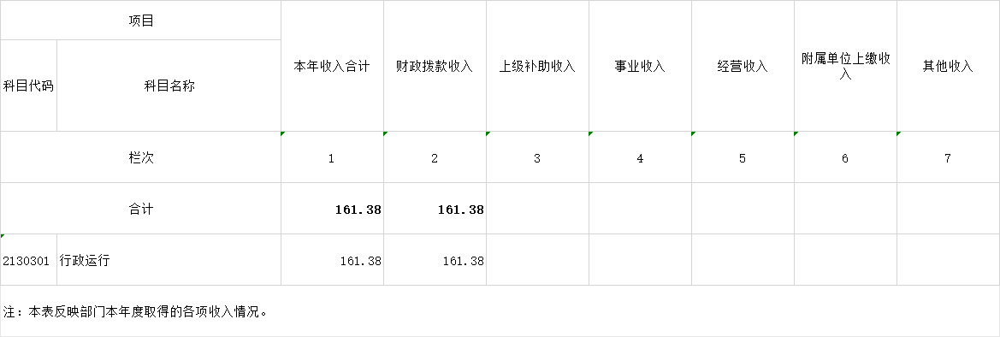 项目
本年收入合计
财政拨款收入
上级补助收入
事业收入
经营收入
附属单位上缴收
入
其他收入
科目代码
科目名称
栏次
1
2
3
4
5
6
7
合计
161.38
161.38
2130301
行政运行
161.38
161.38
注：本表反映部门本年度取得的各项收入情况。